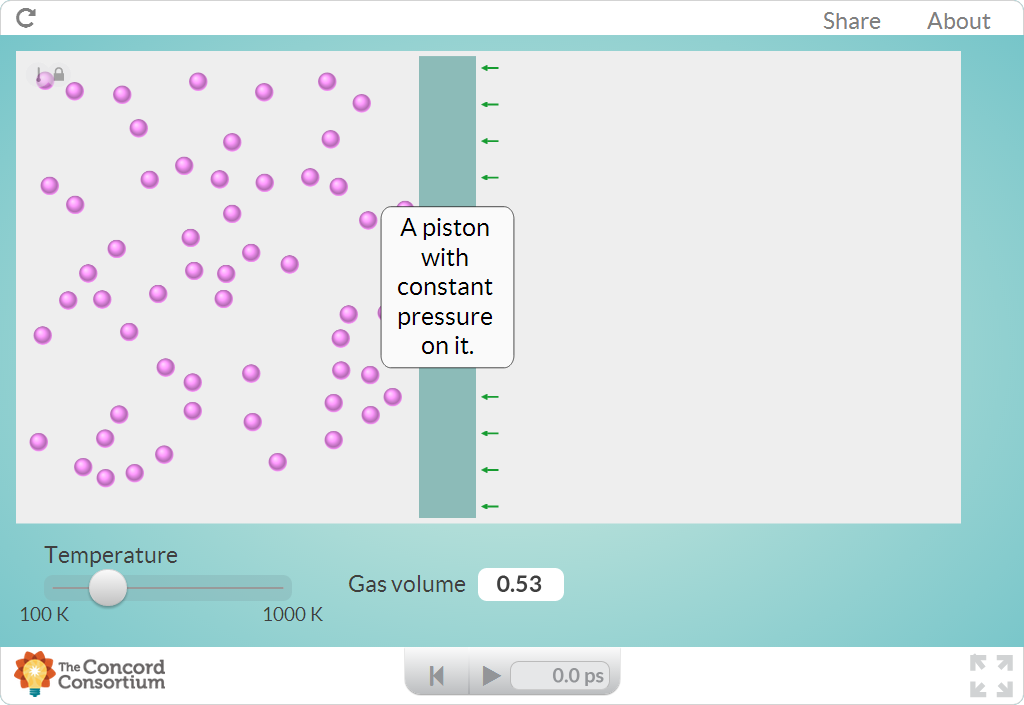 Share About
A piston
with
constant
pressure
on it.
Temperature
100 K 1000 K
Gas volume 0.53
The Concord
Consortium
0.0 ps